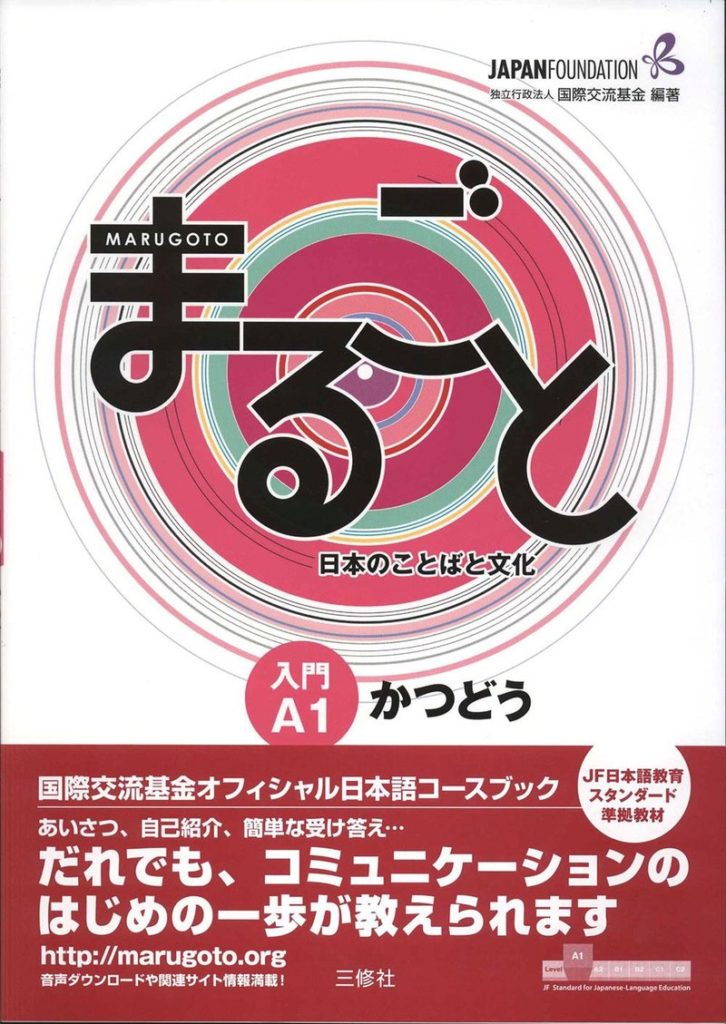 JAPANFOUNDATION
独立行政法人 国際交流基金 編著
MARUGOTO
まるごと
日本のことばと文化
入門
A1
かつどう
国際交流基金オフィシャル日本語コースブック
JF日本語教育
スタンダード
準拠教材
あいさつ、自己紹介、簡単な受け答え…
だれでも、コミュニケーションの
はじめの一歩が教えられます
http://marugoto.org
音声ダウンロードや関連サイト情報満載!
三修社
A1
Level A2 B1 B2 C1 C2
JF Standard for Japanese-Language Education